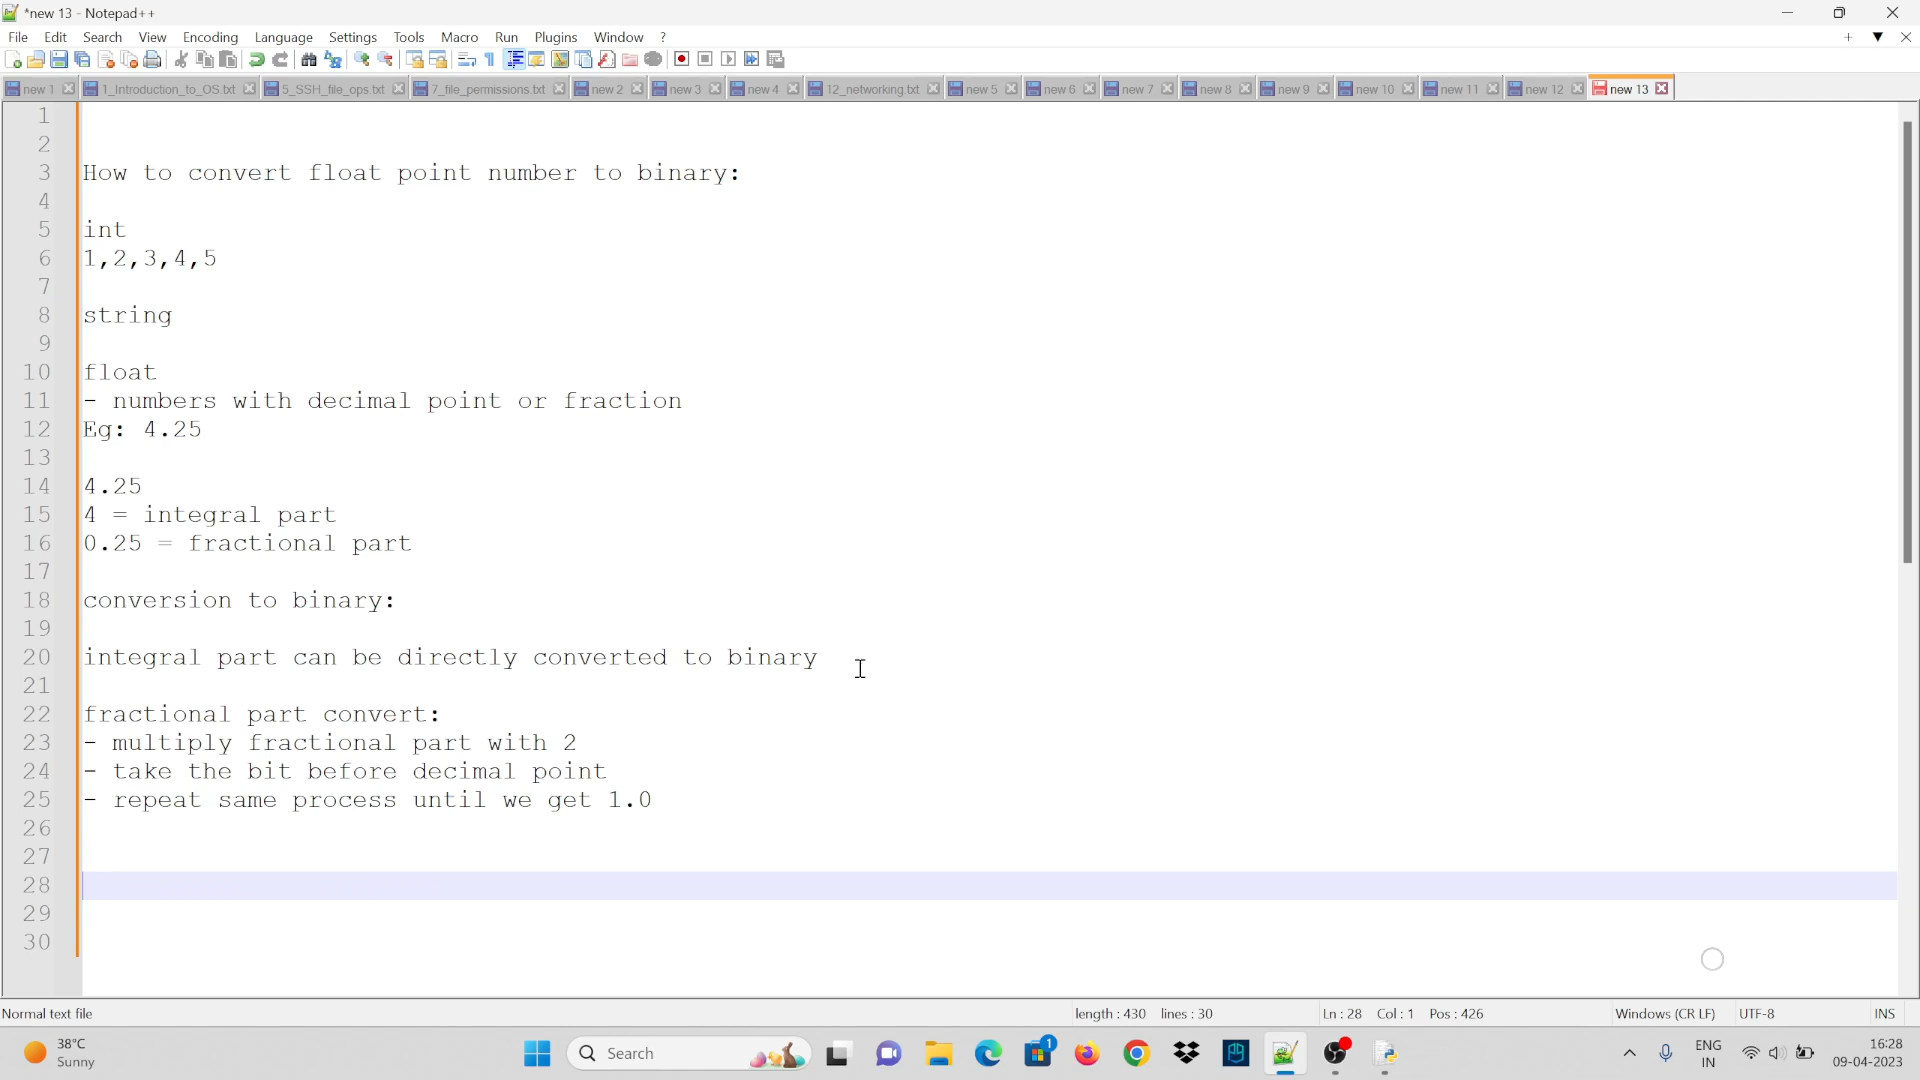 *new 13 - Notepad++
File Edit Search View Encoding Language Settings Tools Macro Run Plugins Window ?
new 1 1_Introduction_to_OS.txt 5_SSH_file_ops.txt 7_file_permissions.txt new 2 new 3 new 4 12_networking.txt new 5 new 6 new 7 new 8 new 9 new 10 new 11 new 12 new 13
1
2
3 How to convert float point number to binary:
4
5 int
6 1,2,3,4,5
7
8 string
9
10 float
11 - numbers with decimal point or fraction
12 Eg: 4.25
13
14 4.25
15 4 = integral part
16 0.25 = fractional part
17
18 conversion to binary:
19
20 integral part can be directly converted to binary
21
22 fractional part convert:
23 - multiply fractional part with 2
24 - take the bit before decimal point
25 - repeat same process until we get 1.0
26
27
28
29
30
Normal text file length : 430 lines : 30 Ln : 28 Col : 1 Pos : 426 Windows (CR LF) UTF-8 INS
38°C
Sunny
Search
1
ENG
IN
16:28
09-04-2023